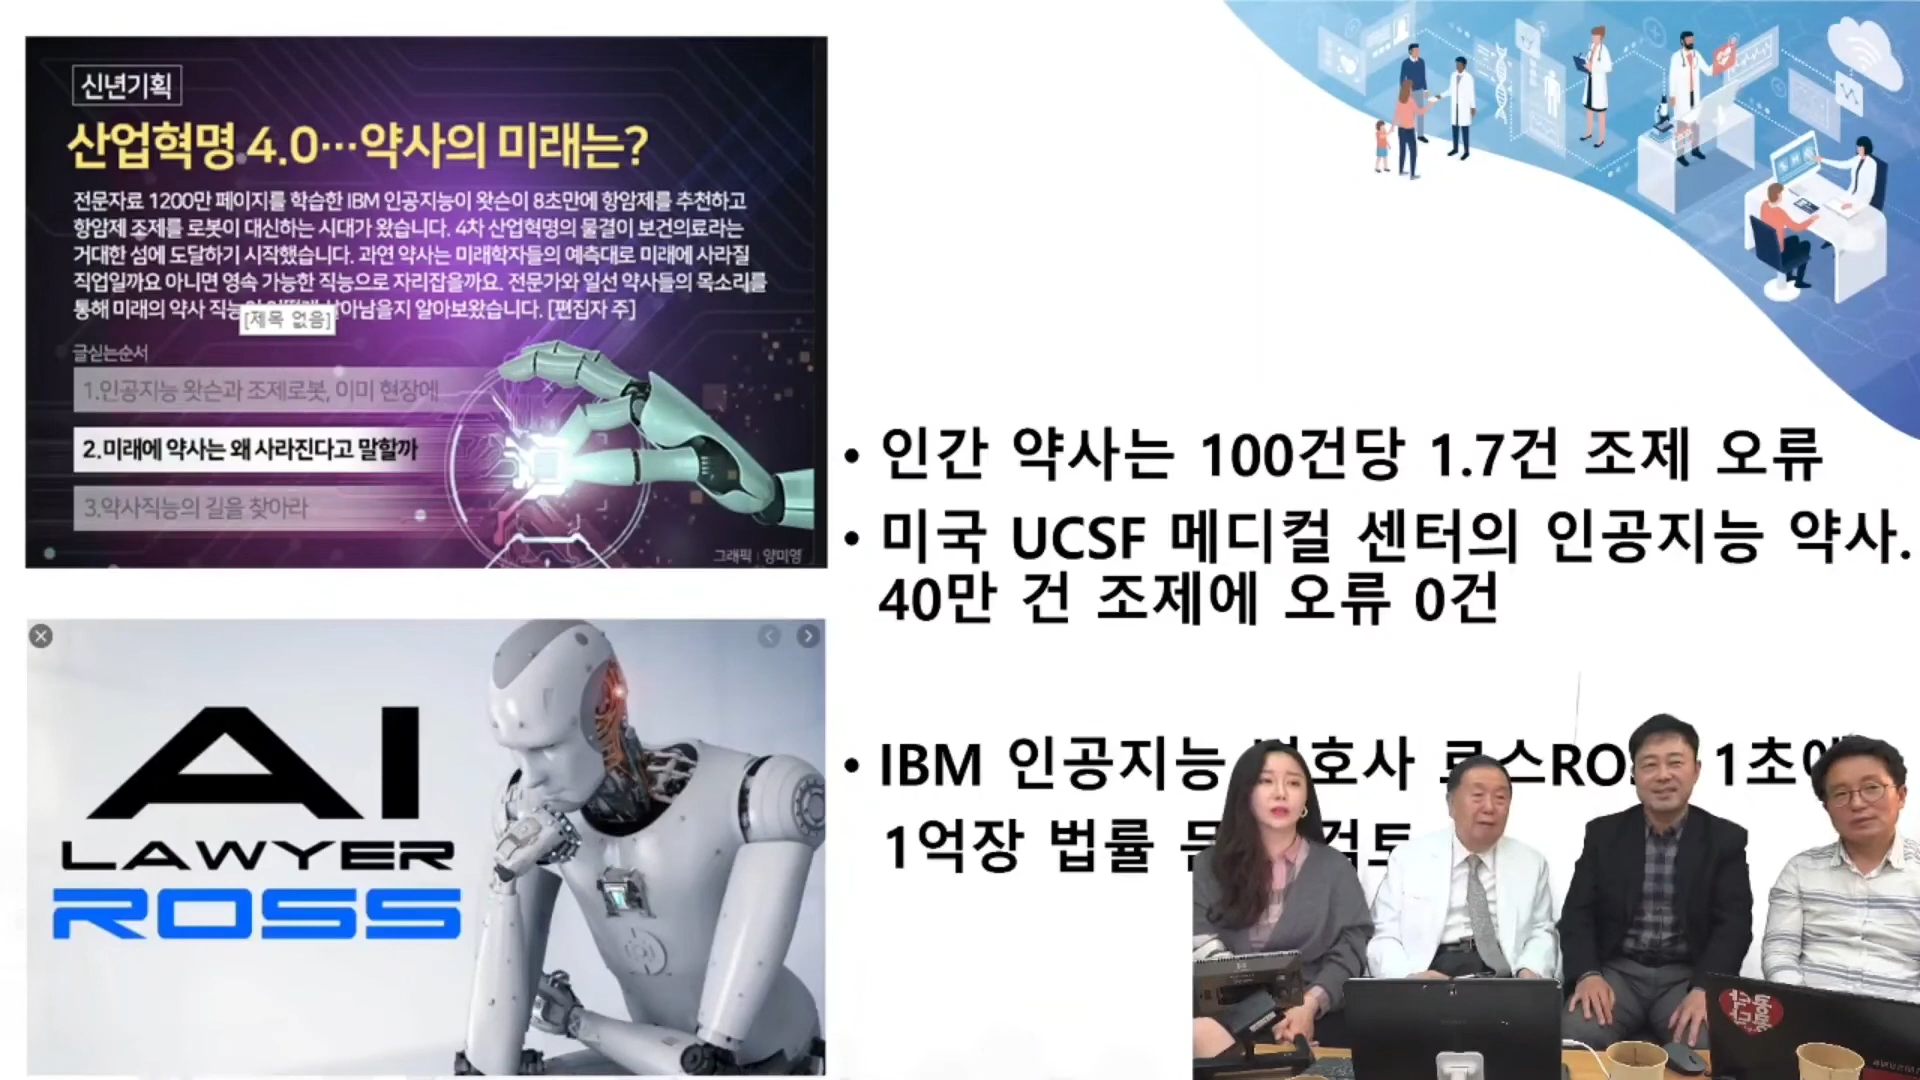 신년기획
산업혁명 4.0…약사의 미래는?
전문자료 1200만 페이지를 학습한 IBM 인공지능이 왓슨이 8초만에 항암제를 추천하고
항암제 조제를 로봇이 대신하는 시대가 왔습니다. 4차 산업혁명의 물결이 보건의료라는
거대한 섬에 도달하기 시작했습니다. 과연 약사는 미래학자들의 예측대로 미래에 사라질
직업일까요 아니면 영속 가능한 직능으로 자리잡을까요. 전문가와 일선 약사들의 목소리를
통해 미래의 약사 알아보왔습니다. [편집자 주]
[제목 없음]
글싣는순서
1.인공지능 왓슨과 조제로봇, 이미 현장에
2.미래에 약사는 왜 사라진다고 말할까
3.약사직능의 길을 찾아라
그래픽 : 양미영
• 인간 약사는 100건당 1.7건 조제 오류
• 미국 UCSF 메디컬 센터의 인공지능 약사.
40만 건 조제에 오류 0건
AI
LAWYER
ROSS
• IBM 인공지능 1초에
1억장 법률